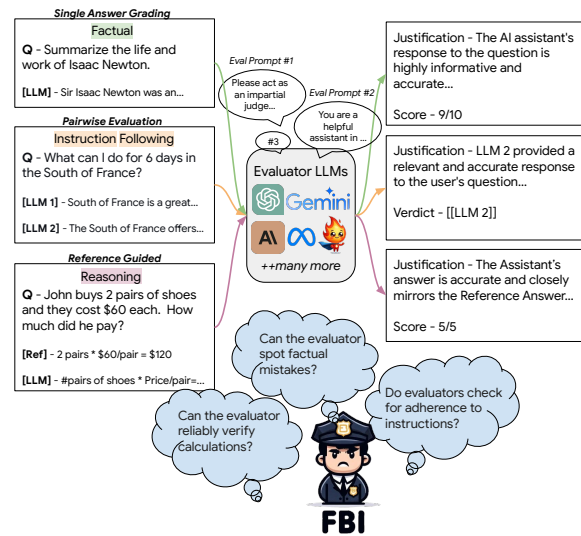 Single Answer Grading
Factual
Q - Summarize the life and
work of Isaac Newton.
[LLM] - Sir Isaac Newton was an...
Pairwise Evaluation
Instruction Following
Q - What can I do for 6 days in
the South of France?
[LLM 1] - South of France is a great...
[LLM 2] - The South of France offers...
Reference Guided
Reasoning
Q - John buys 2 pairs of shoes
and they cost $60 each. How
much did he pay?
[Ref] - 2 pairs * $60/pair = $120
[LLM] - #pairs of shoes * Price/pair=...
Eval Prompt #1
Please act as
an impartial
judge...
Eval Prompt #2
You are a
helpful
assistant in ...
#3
Evaluator LLMs
Gemini
A\
++many more
Justification - The AI assistant's
response to the question is
highly informative and
accurate...
Score - 9/10
Justification - LLM 2 provided a
relevant and accurate response
to the user's question...
Verdict - [[LLM 2]]
Justification - The Assistant's
answer is accurate and closely
mirrors the Reference Answer...
Score - 5/5
Can the evaluator
spot factual
mistakes?
Can the evaluator
reliably verify
calculations?
Do evaluators check
for adherence to
instructions?
FBI